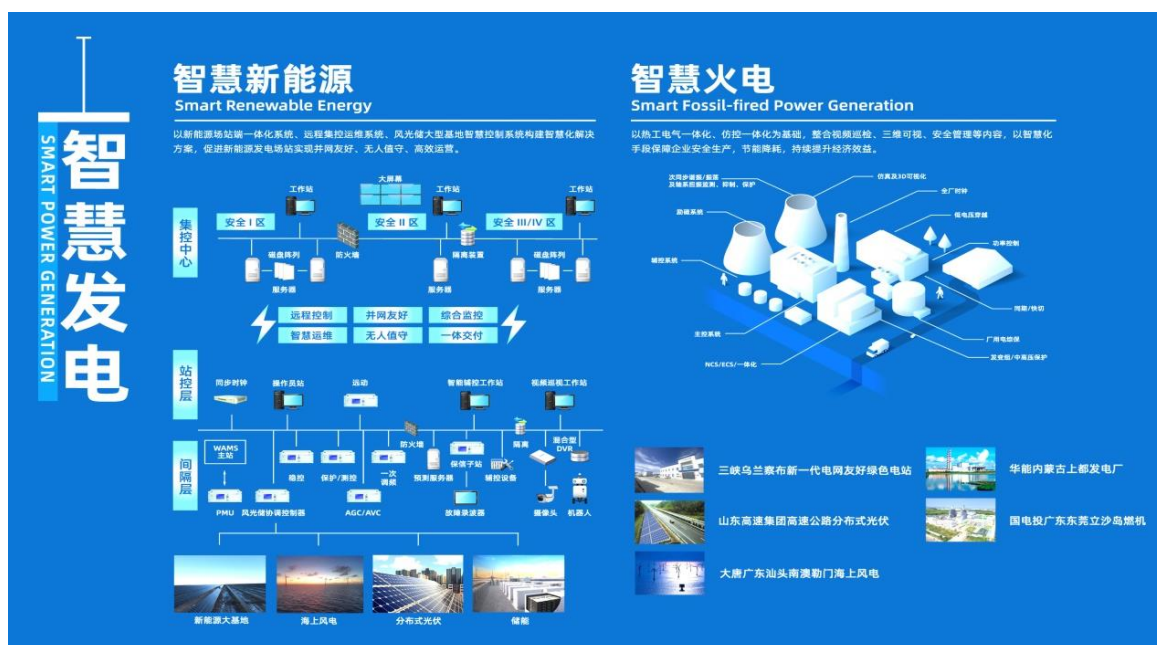 智慧发电
SMART POWER GENERATION
智慧新能源
Smart Renewable Energy
以新能源场站端一体化系统、远程集控运维系统、风光储大型基地智慧控制系统构建智慧化解决
方案，促进新能源发电场站实现并网友好、无人值守、高效运营。
集控中心
工作站
大屏幕
工作站
工作站
安全 I 区
安全 II 区
安全 III/IV 区
磁盘阵列
防火墙
隔离装置
磁盘阵列
服务器
服务器
服务器
远程控制
并网友好
综合监控
智慧运维
无人值守
一体交付
站控层
同步时钟
操作员站
远动
智能辅控工作站
视频巡视工作站
防火墙
隔离
混合型
DVR
间隔层
WAMS
主站
稳控
保护/测控
一次
调频
预测服务器
保信子站
辅控设备
PMU
风光储协调控制器
AGC/AVC
故障录波器
摄像头
机器人
新能源大基地
海上风电
分布式光伏
储能
智慧火电
Smart Fossil-fired Power Generation
以热工电气一体化、仿控一体化为基础，整合视频巡检、三维可视、安全管理等内容，以智慧化
手段保障企业安全生产，节能降耗，持续提升经济效益。
次同步谐振/振荡
及轴系扭振监测、抑制、保护
仿真及3D可视化
全厂时钟
励磁系统
低电压穿越
功率控制
辅控系统
同期/快切
主控系统
厂用电综保
NCS/ECS/一体化
发变组/中高压保护
三峡乌兰察布新一代电网友好绿色电站
华能内蒙古上都发电厂
山东高速集团高速公路分布式光伏
国电投广东东莞立沙岛燃机
大唐广东汕头南澳勒门海上风电